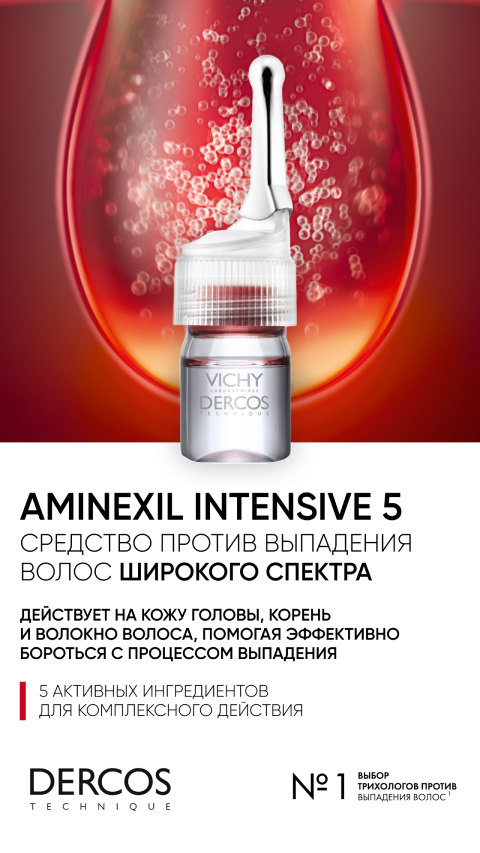 VICHY
LABORATOIRES
DERCOS
TECHNIQUE
AMINEXIL INTENSIVE 5
СРЕДСТВО ПРОТИВ ВЫПАДЕНИЯ
ВОЛОС ШИРОКОГО СПЕКТРА
ДЕЙСТВУЕТ НА КОЖУ ГОЛОВЫ, КОРЕНЬ
И ВОЛОКНО ВОЛОСА, ПОМОГАЯ ЭФФЕКТИВНО
БОРОТЬСЯ С ПРОЦЕССОМ ВЫПАДЕНИЯ
5 АКТИВНЫХ ИНГРЕДИЕНТОВ
ДЛЯ КОМПЛЕКСНОГО ДЕЙСТВИЯ
DERCOS
TECHNIQUE
№ 1
ВЫБОР
ТРИХОЛОГОВ ПРОТИВ
ВЫПАДЕНИЯ ВОЛОС¹